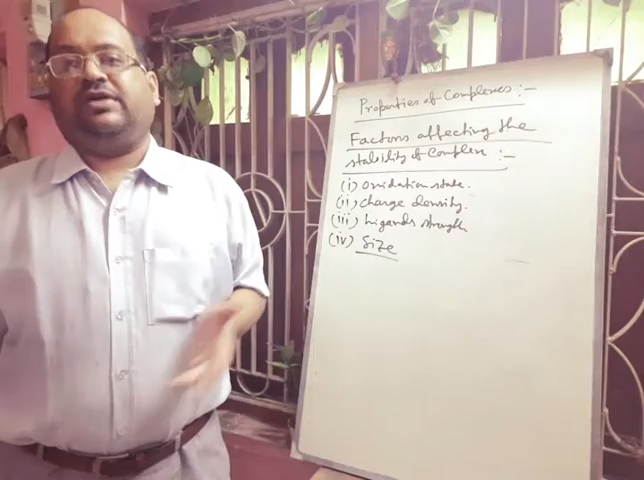 Properties of Complexes :-
Factors affecting the
stability of Complex :-
(i) Oxidation state.
(ii) Charge density.
(iii) Ligands strength
(iv) Size